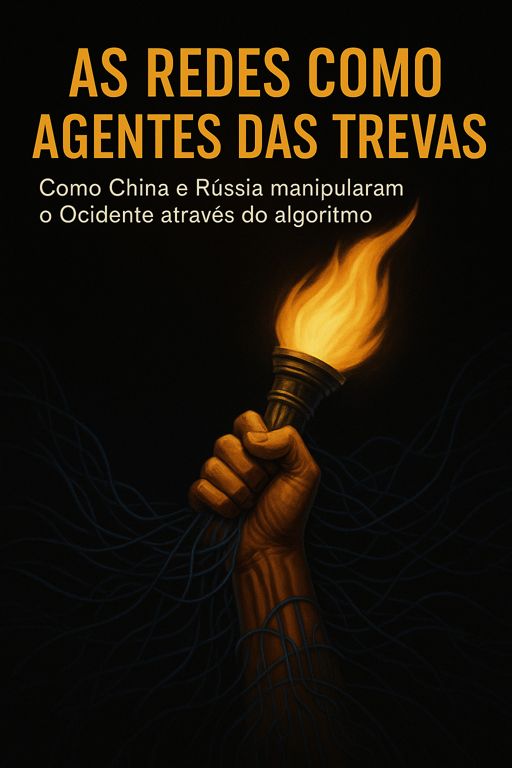 AS REDES COMO
AGENTES DAS TREVAS
Como China e Rússia manipularam
o Ocidente através do algoritmo